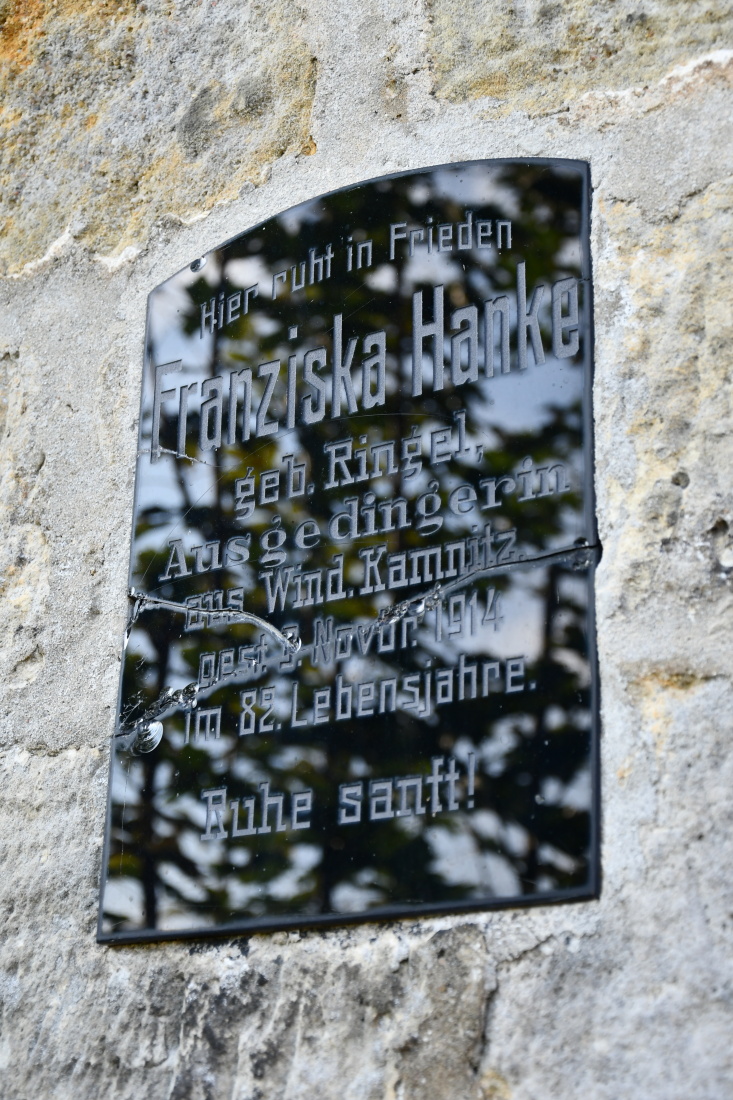 Hier ruht in Frieden
Franziska Hanke
geb. Ringel,
Ausgedingerin
aus Wind. Kamnitz.
gest. 9. Novbr. 1914
im 82. Lebensjahre.
Ruhe sanft!